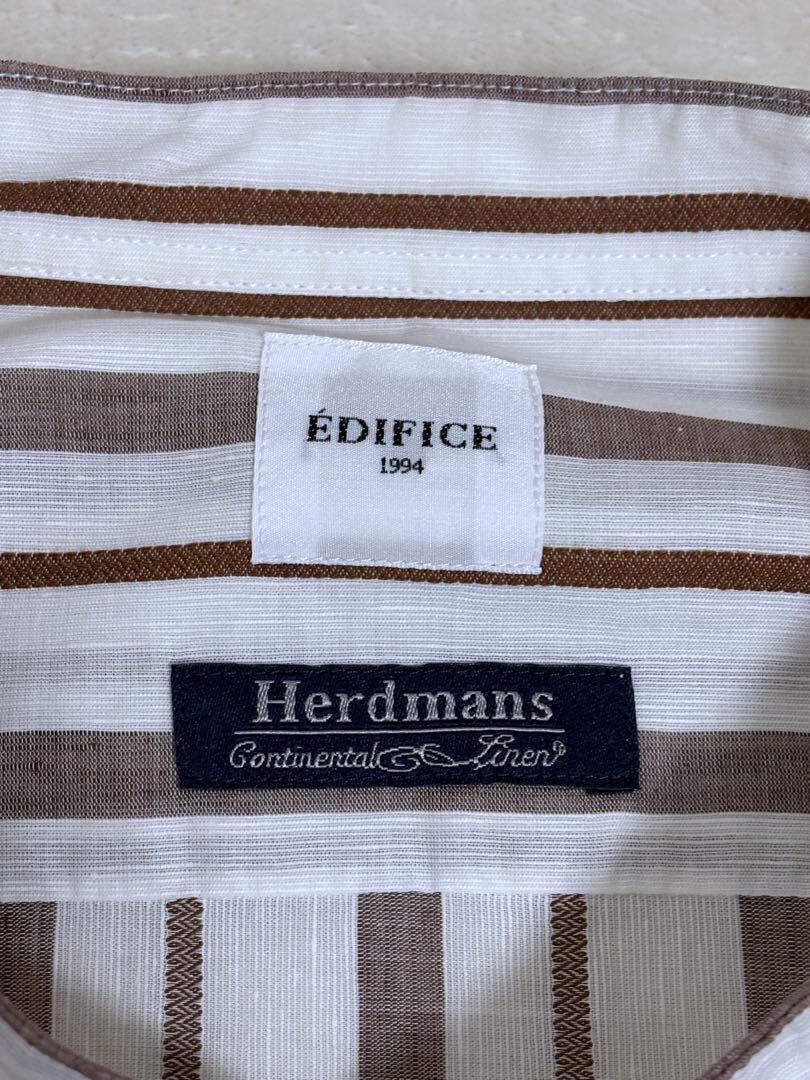 ÉDIFICE
1994
Herdmans
Continental Linen